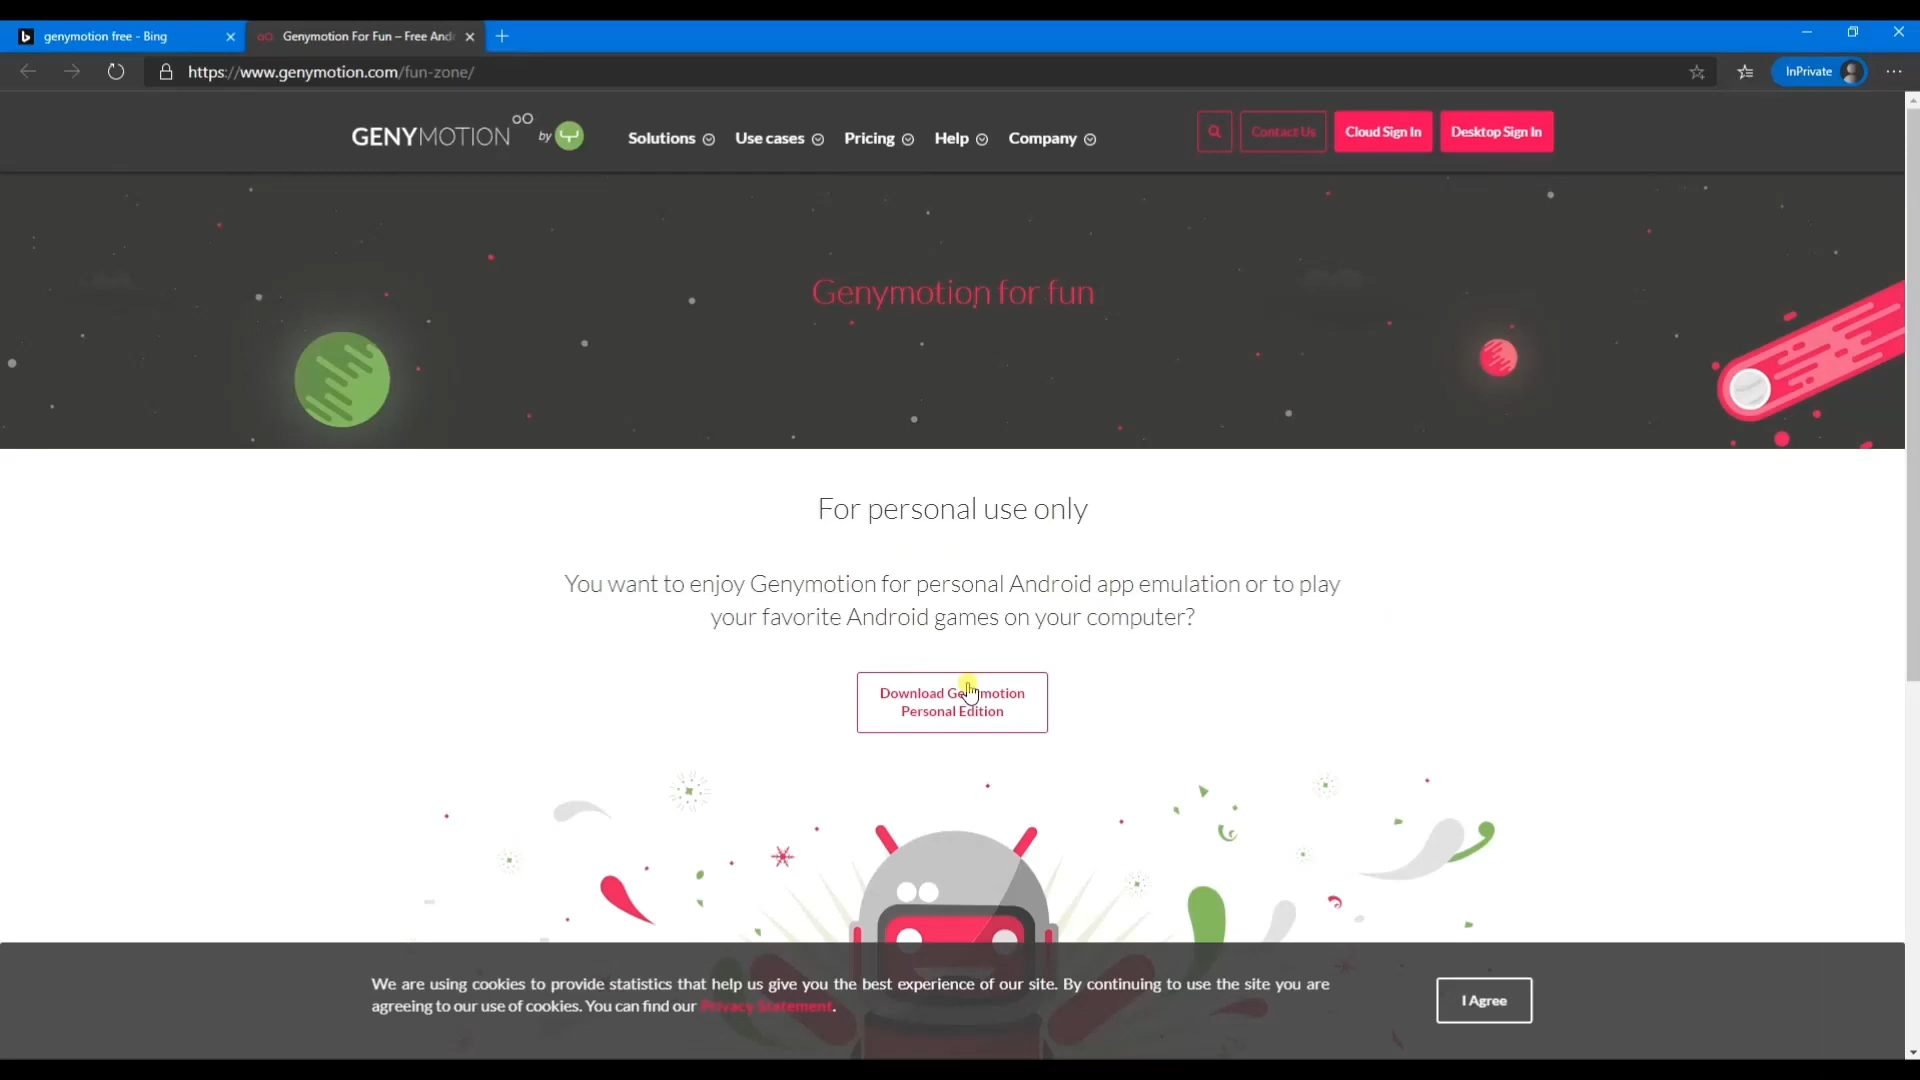 genymotion free - Bing
Genymotion For Fun – Free And
https://www.genymotion.com/fun-zone/
InPrivate
GENYMOTION by
Solutions
Use cases
Pricing
Help
Company
Contact Us
Cloud Sign In
Desktop Sign In
Genymotion for fun
For personal use only
You want to enjoy Genymotion for personal Android app emulation or to play
your favorite Android games on your computer?
Download Genymotion
Personal Edition
We are using cookies to provide statistics that help us give you the best experience of our site. By continuing to use the site you are
agreeing to our use of cookies. You can find our Privacy Statement.
I Agree